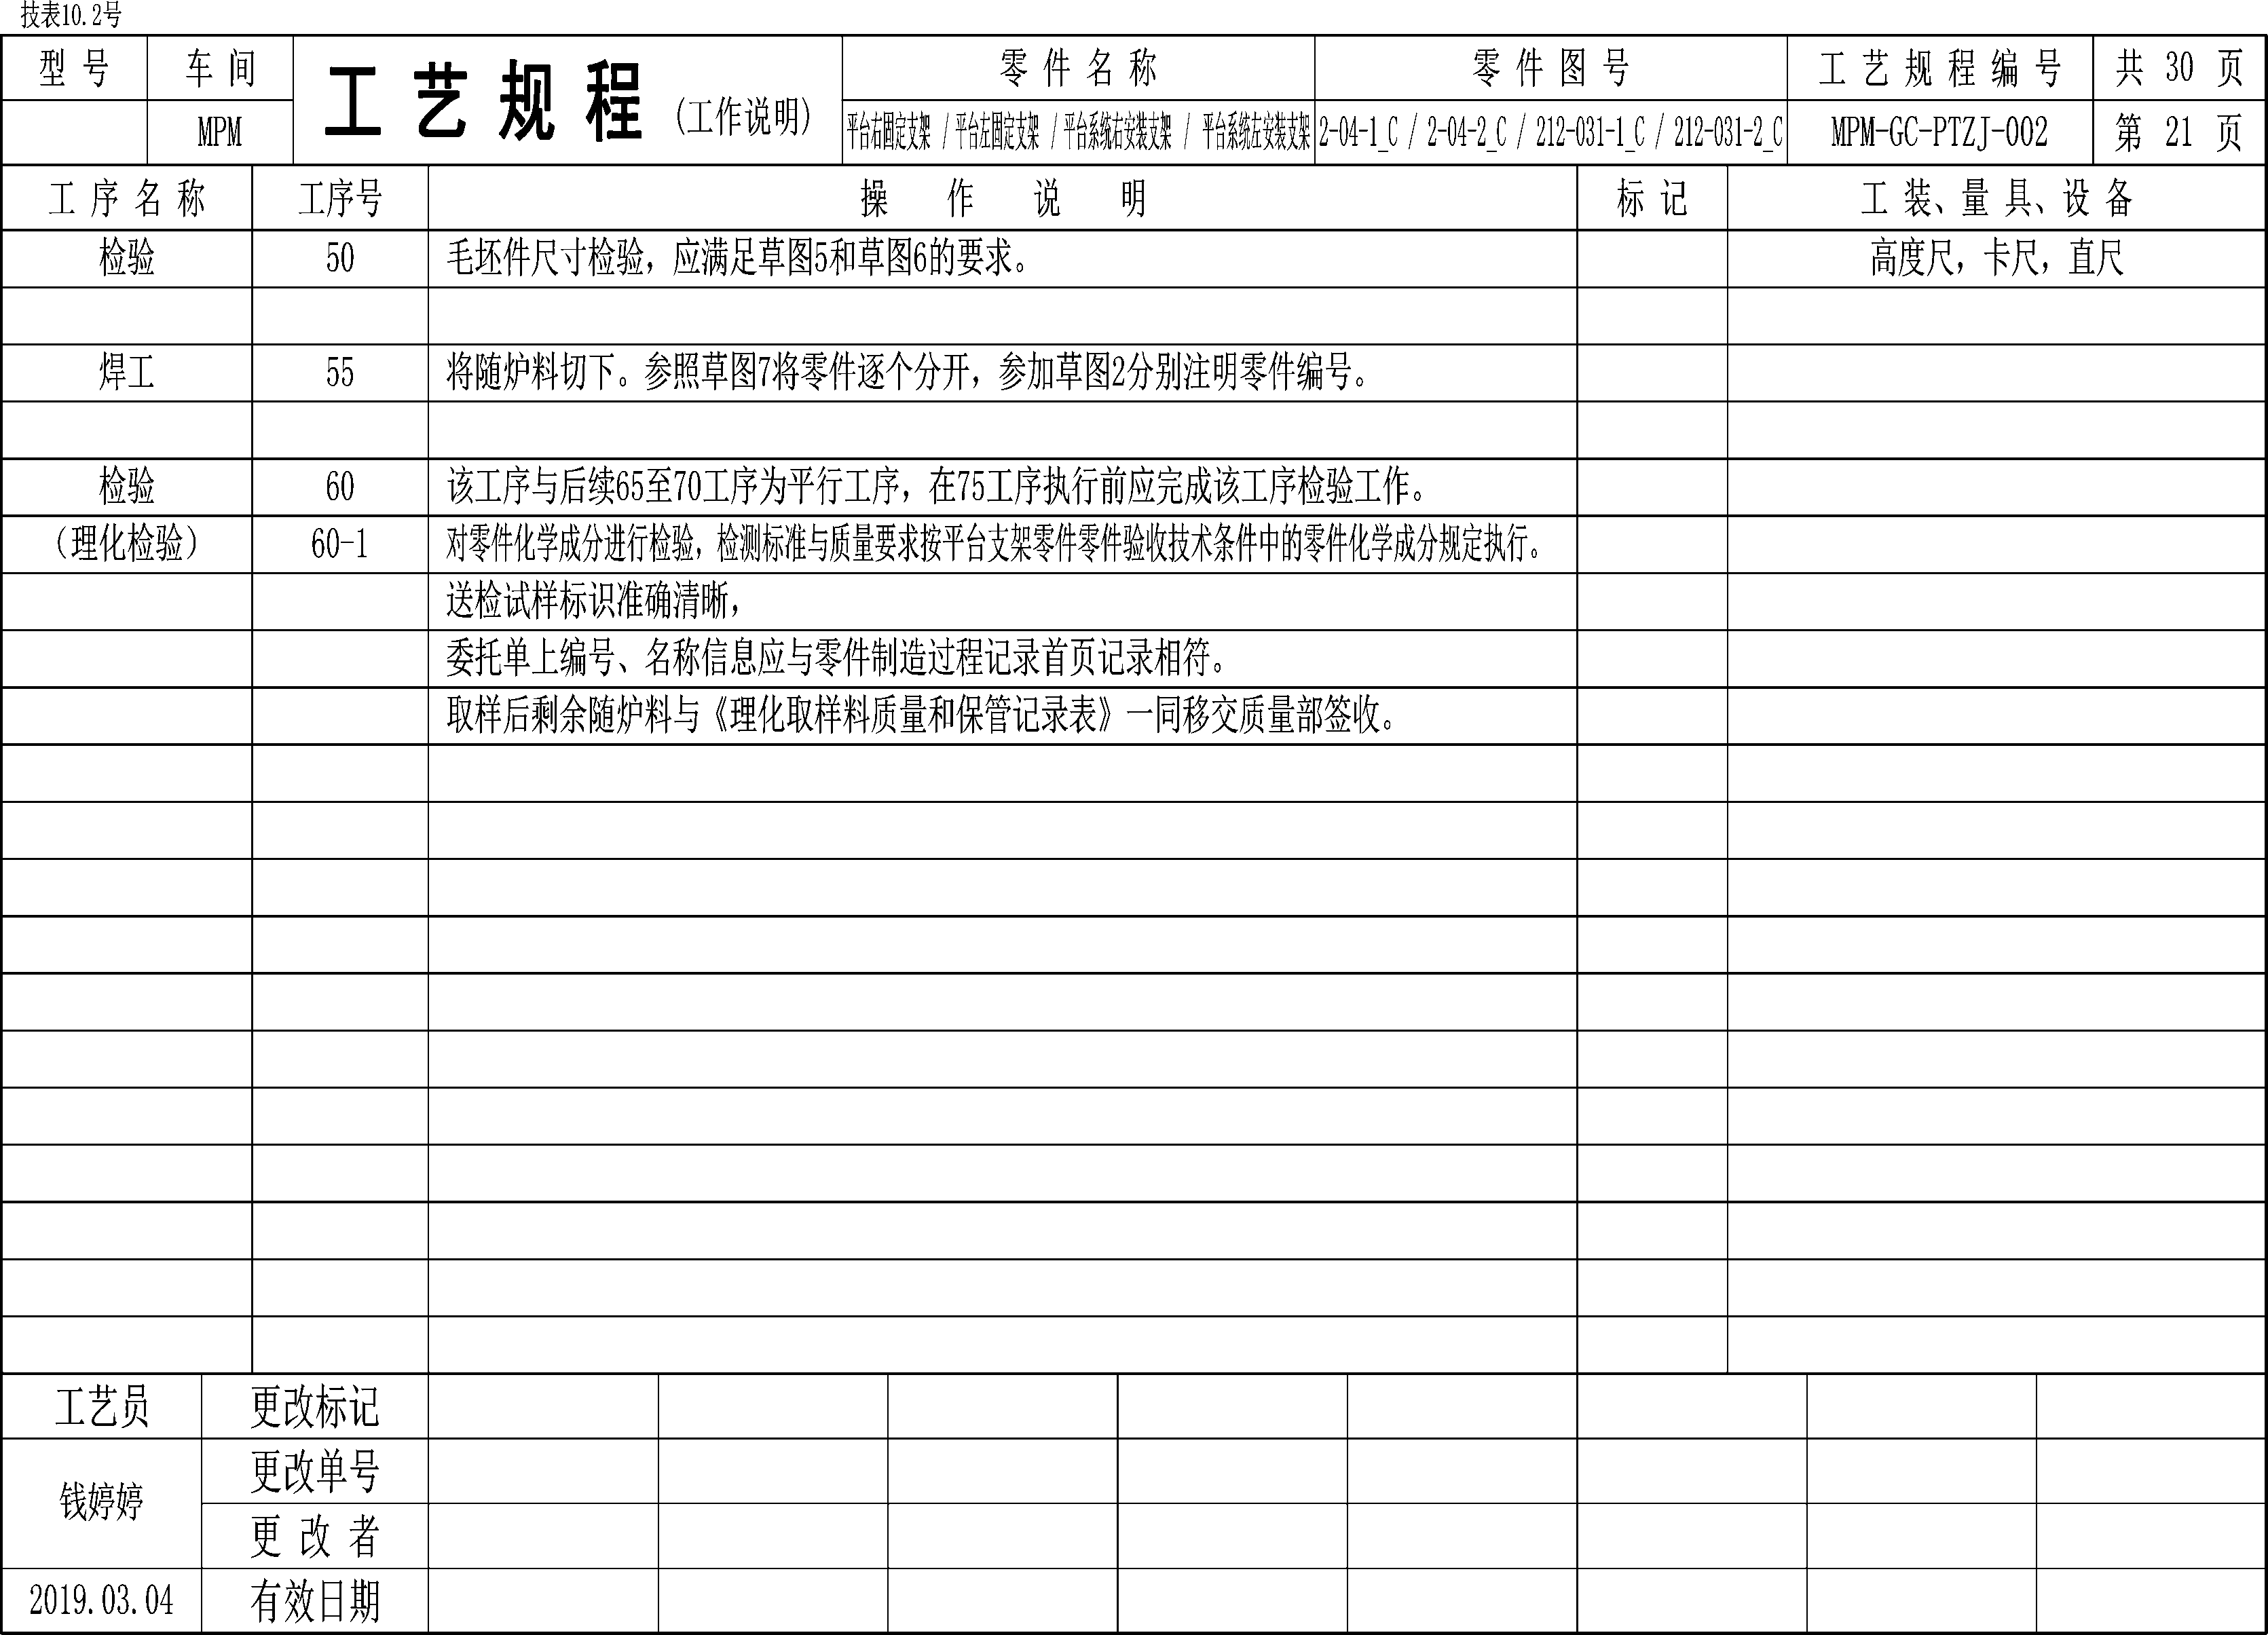 技表10.2号
型 号 车 间 工 艺 规 程 (工作说明) 零 件 名 称 零 件 图 号 工 艺 规 程 编 号 共 30 页
MPM 平台右固定支架 / 平台左固定支架 / 平台系统右安装支架 / 平台系统左安装支架 2-04-1_C / 2-04-2_C / 212-031-1_C / 212-031-2_C MPM-GC-PTZJ-002 第 21 页
工 序 名 称 工序号 操 作 说 明 标 记 工 装、量 具、设 备
检验 50 毛坯件尺寸检验，应满足草图5和草图6的要求。 高度尺，卡尺，直尺
焊工 55 将随炉料切下。参照草图7将零件逐个分开，参加草图2分别注明零件编号。
检验 60 该工序与后续65至70工序为平行工序，在75工序执行前应完成该工序检验工作。
（理化检验） 60-1 对零件化学成分进行检验，检测标准与质量要求按平台支架零件零件验收技术条件中的零件化学成分规定执行。
送检试样标识准确清晰，
委托单上编号、名称信息应与零件制造过程记录首页记录相符。
取样后剩余随炉料与《理化取样料质量和保管记录表》一同移交质量部签收。
工艺员 更改标记
钱婷婷 更改单号
更 改 者
2019.03.04 有效日期